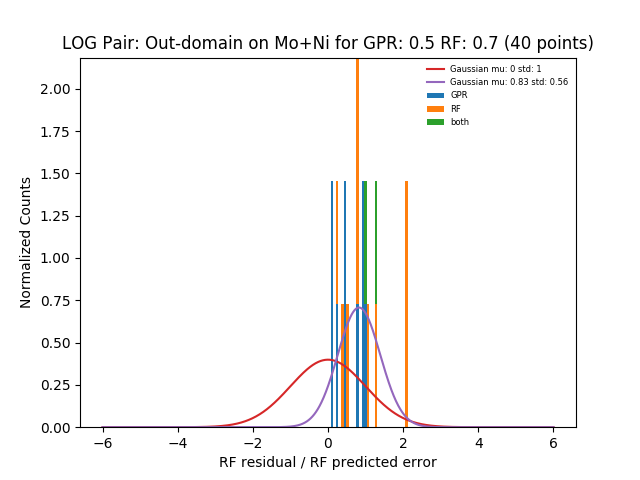 LOG Pair: Out-domain on Mo+Ni for GPR: 0.5 RF: 0.7 (40 points)
Gaussian mu: 0 std: 1
Gaussian mu: 0.83 std: 0.56
GPR
RF
both
2.00
1.75
1.50
1.25
1.00
0.75
0.50
0.25
0.00
Normalized Counts
−6
−4
−2
0
2
4
6
RF residual / RF predicted error